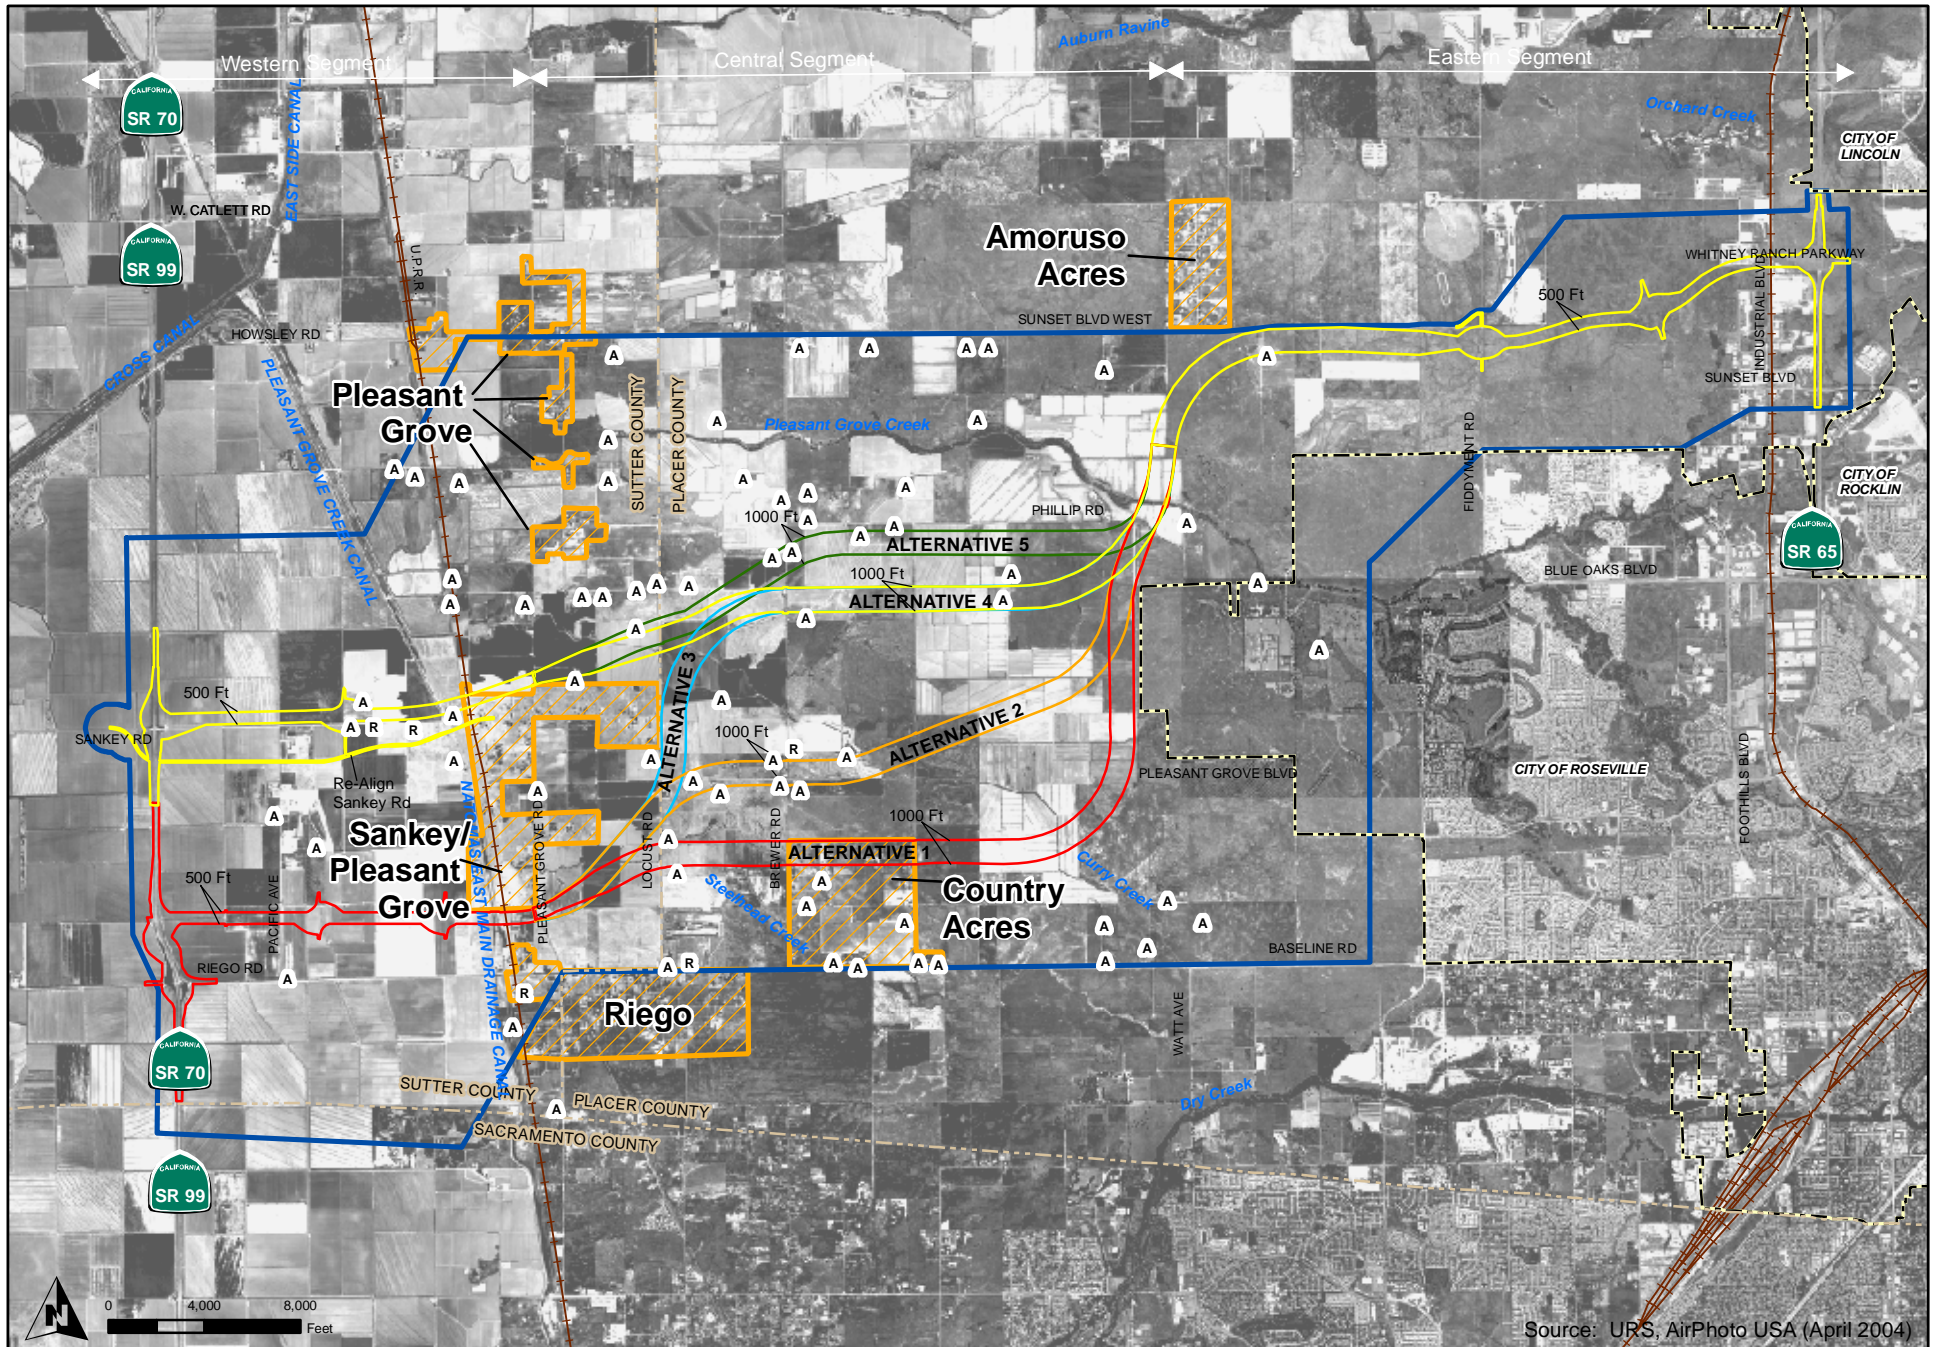 Western Segment
Central Segment
Eastern Segment
Auburn Ravine
Orchard Creek
CALIFORNIA
SR 70
EAST SIDE CANAL
CITY OF
LINCOLN
W. CATLETT RD
CALIFORNIA
SR 99
U.P.R.R
Amoruso
Acres
WHITNEY RANCH PARKWAY
INDUSTRIAL BLVD
500 Ft
SUNSET BLVD WEST
HOWSLEY RD
CROSS CANAL
PLEASANT GROVE CREEK CANAL
Pleasant
Grove
SUTTER COUNTY
PLACER COUNTY
Pleasant Grove Creek
SUNSET BLVD
FIDDYMENT RD
CITY OF
ROCKLIN
CALIFORNIA
SR 65
PHILLIP RD
1000 Ft
ALTERNATIVE 5
1000 Ft
ALTERNATIVE 4
BLUE OAKS BLVD
ALTERNATIVE 3
500 Ft
SANKEY RD
Re-Align
Sankey Rd
1000 Ft
ALTERNATIVE 2
PLEASANT GROVE BLVD
CITY OF ROSEVILLE
FOOTHILLS BLVD
NATOMAS EAST MAIN DRAINAGE CANAL
Sankey/
Pleasant
Grove
PLEASANT GROVE RD
LOCUST RD
BREWER RD
1000 Ft
ALTERNATIVE 1
Country
Acres
Curry Creek
Steelhead Creek
500 Ft
PACIFIC AVE
RIEGO RD
BASELINE RD
Riego
WATT AVE
CALIFORNIA
SR 70
SUTTER COUNTY
PLACER COUNTY
SACRAMENTO COUNTY
Dry Creek
CALIFORNIA
SR 99
N
0 4,000 8,000
Feet
Source: URS, AirPhoto USA (April 2004)